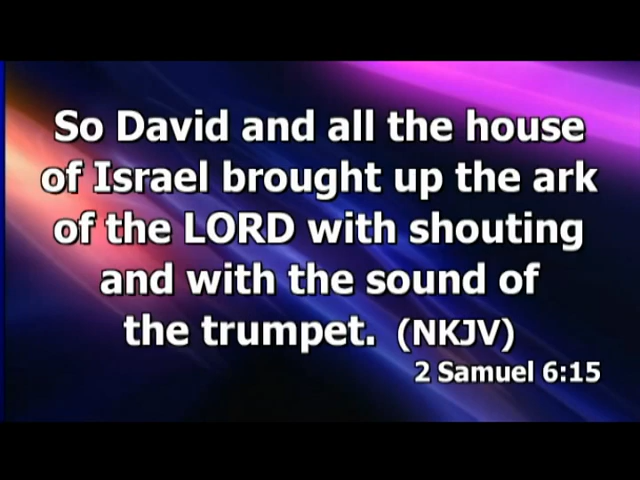 So David and all the house
of Israel brought up the ark
of the LORD with shouting
and with the sound of
the trumpet. (NKJV)
2 Samuel 6:15